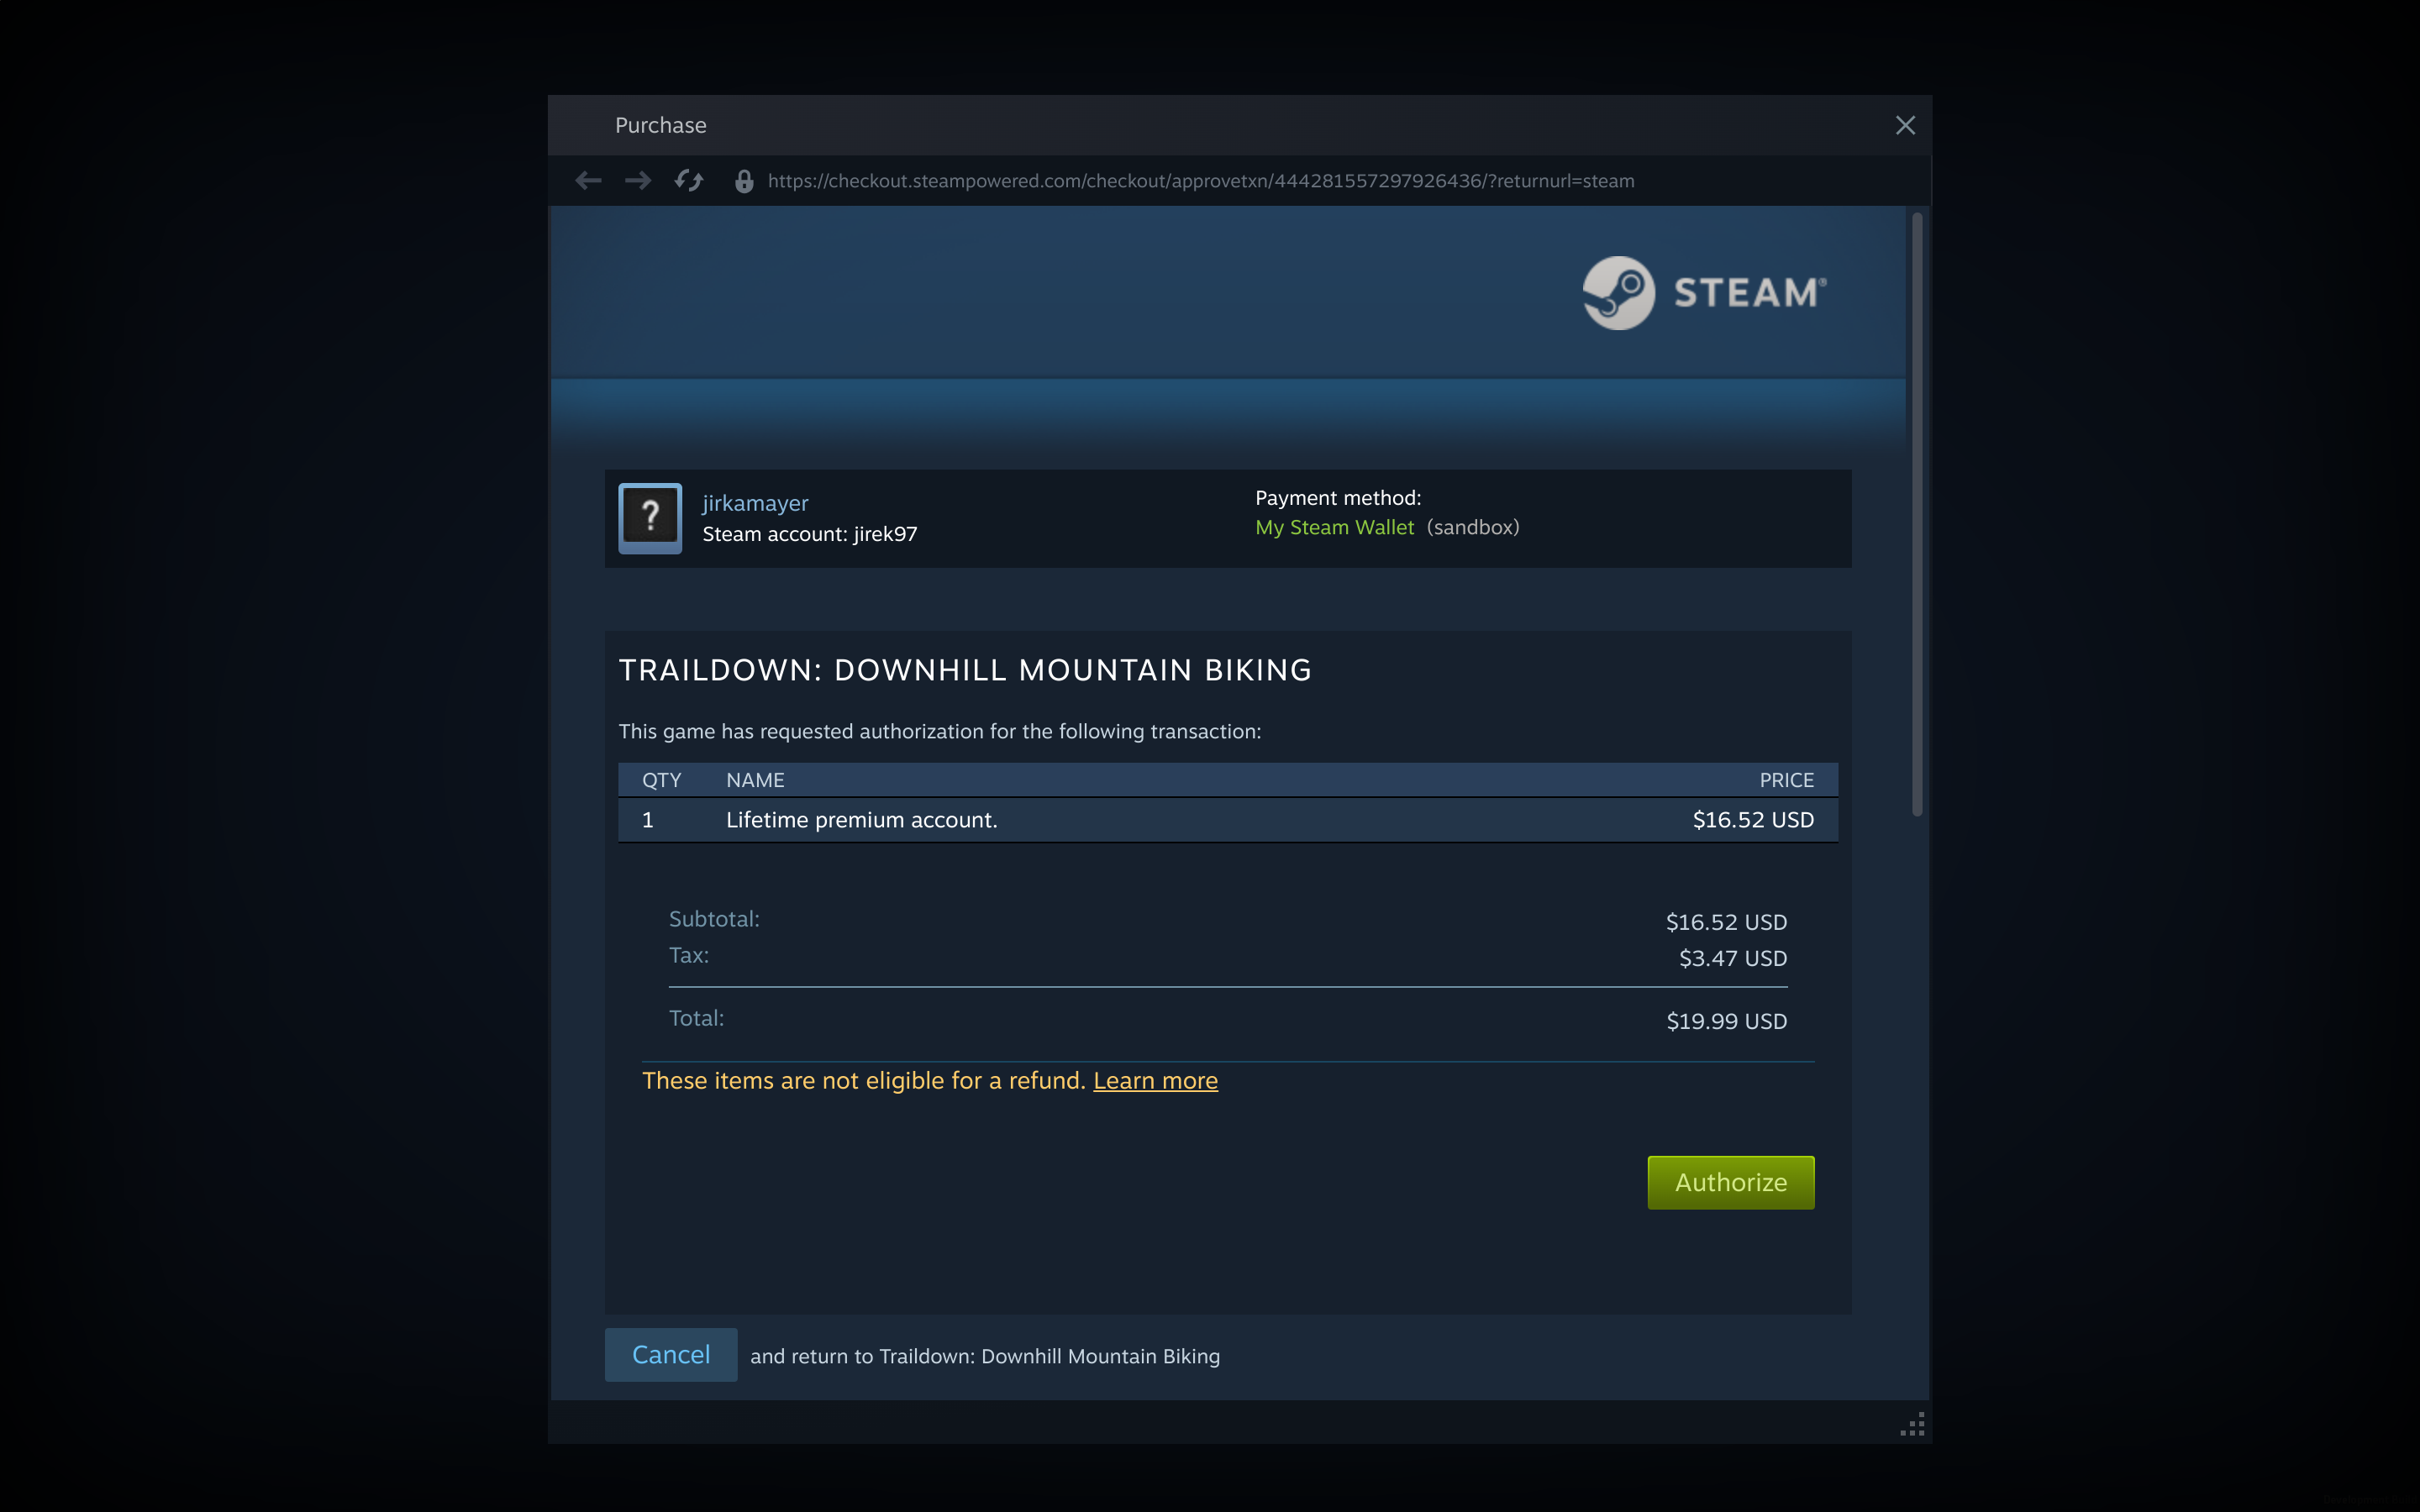 Purchase
https://checkout.steampowered.com/checkout/approvetxn/444281557297926436/?returnurl=steam
STEAM®
?
jirkamayer
Steam account: jirek97
Payment method:
My Steam Wallet (sandbox)
TRAILDOWN: DOWNHILL MOUNTAIN BIKING
This game has requested authorization for the following transaction:
QTY NAME PRICE
1 Lifetime premium account. $16.52 USD
Subtotal: $16.52 USD
Tax: $3.47 USD
Total: $19.99 USD
These items are not eligible for a refund. Learn more
Authorize
Cancel and return to Traildown: Downhill Mountain Biking